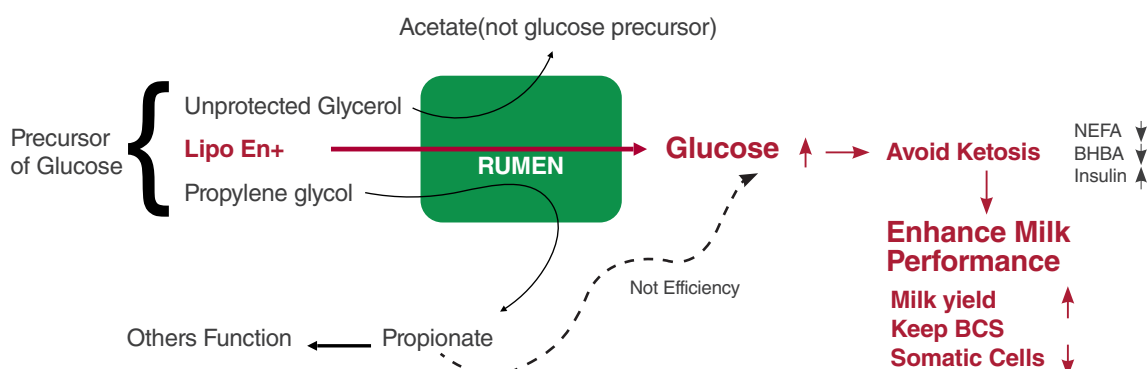 Acetate(not glucose precursor)
Precursor
of Glucose
Unprotected Glycerol
Lipo En+
Propylene glycol
RUMEN
Glucose
Avoid Ketosis
NEFA
BHBA
Insulin
Enhance Milk
Performance
Milk yield
Keep BCS
Somatic Cells
Not Efficiency
Others Function
Propionate